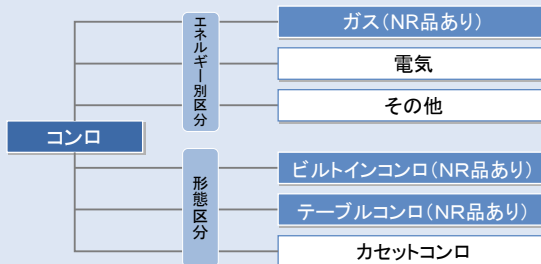 コンロ
エネルギー別区分
ガス(NR品あり)
電気
その他
形態区分
ビルトインコンロ(NR品あり)
テーブルコンロ(NR品あり)
カセットコンロ